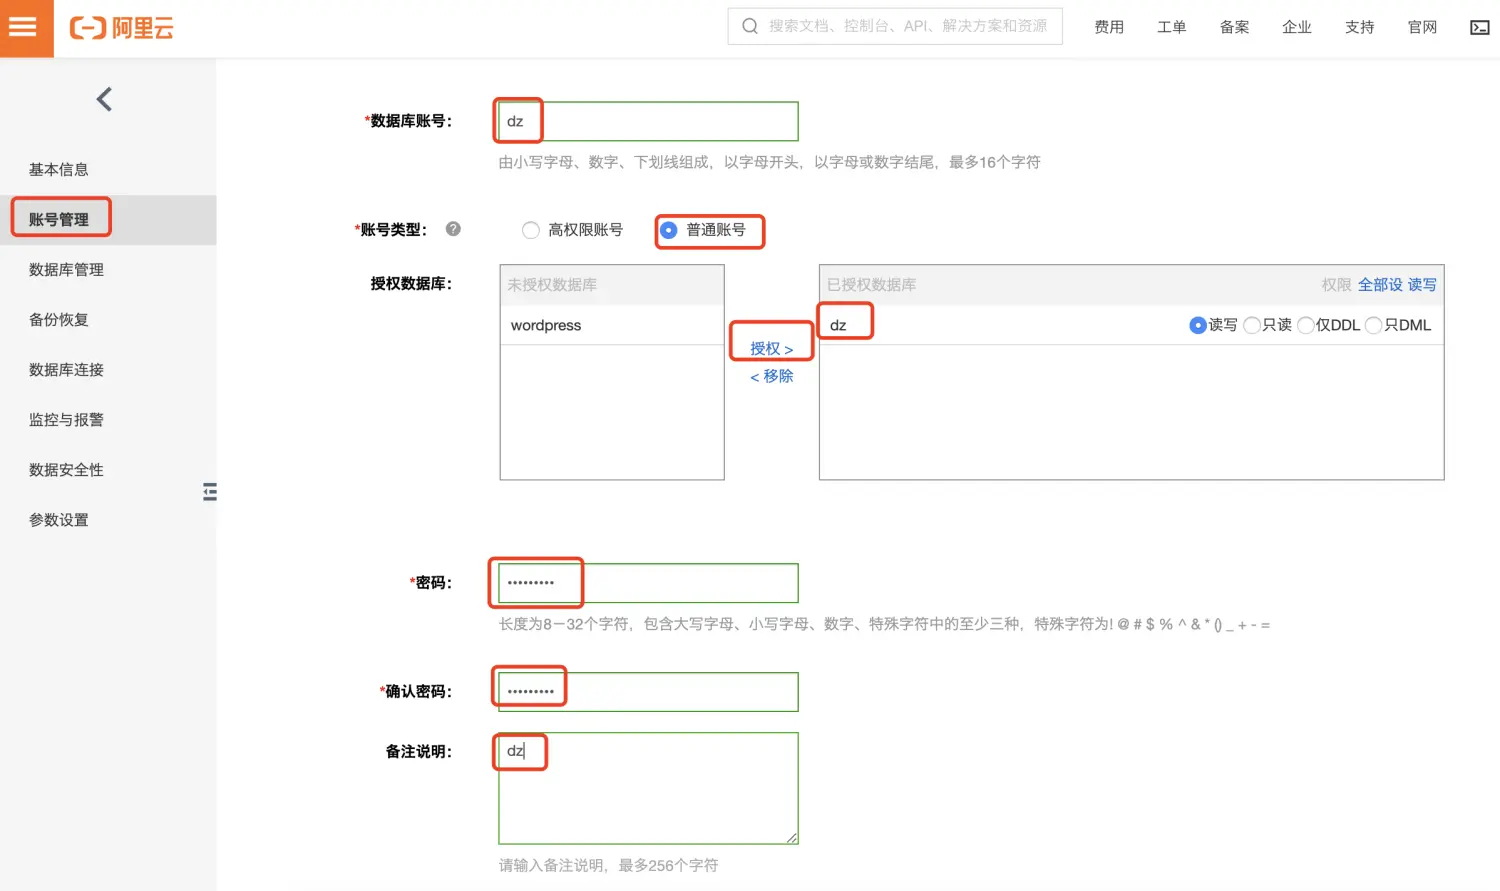 阿里云
搜索文档、控制台、API、解决方案和资源
费用 工单 备案 企业 支持 官网
基本信息
账号管理
数据库管理
备份恢复
数据库连接
监控与报警
数据安全性
参数设置
*数据库账号： dz
由小写字母、数字、下划线组成，以字母开头，以字母或数字结尾，最多16个字符
*账号类型： ? 高权限账号 普通账号
授权数据库： 未授权数据库 已授权数据库 权限 全部设 读写
wordpress 授权 > dz 读写 只读 仅DDL 只DML
< 移除
*密码： •••••••••
长度为8－32个字符，包含大写字母、小写字母、数字、特殊字符中的至少三种，特殊字符为! @ # $ % ^ & * () _ + - =
*确认密码： •••••••••
备注说明： dz
请输入备注说明，最多256个字符